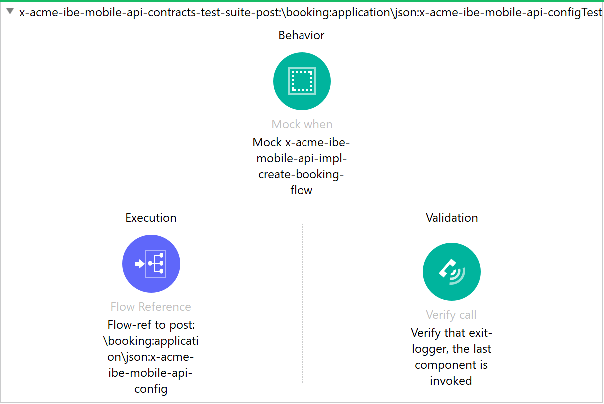 x-acme-ibe-mobile-api-contracts-test-suite-post:\booking:application\json:x-acme-ibe-mobile-api-configTest
Behavior
Mock when
Mock x-acme-ibe-
mobile-api-impl-
create-booking-
flow
Execution
Flow Reference
Flow-ref to post:
\booking:applicati
on\json:x-acme-
ibe-mobile-api-
config
Validation
Verify call
Verify that exit-
logger, the last
component is
invoked